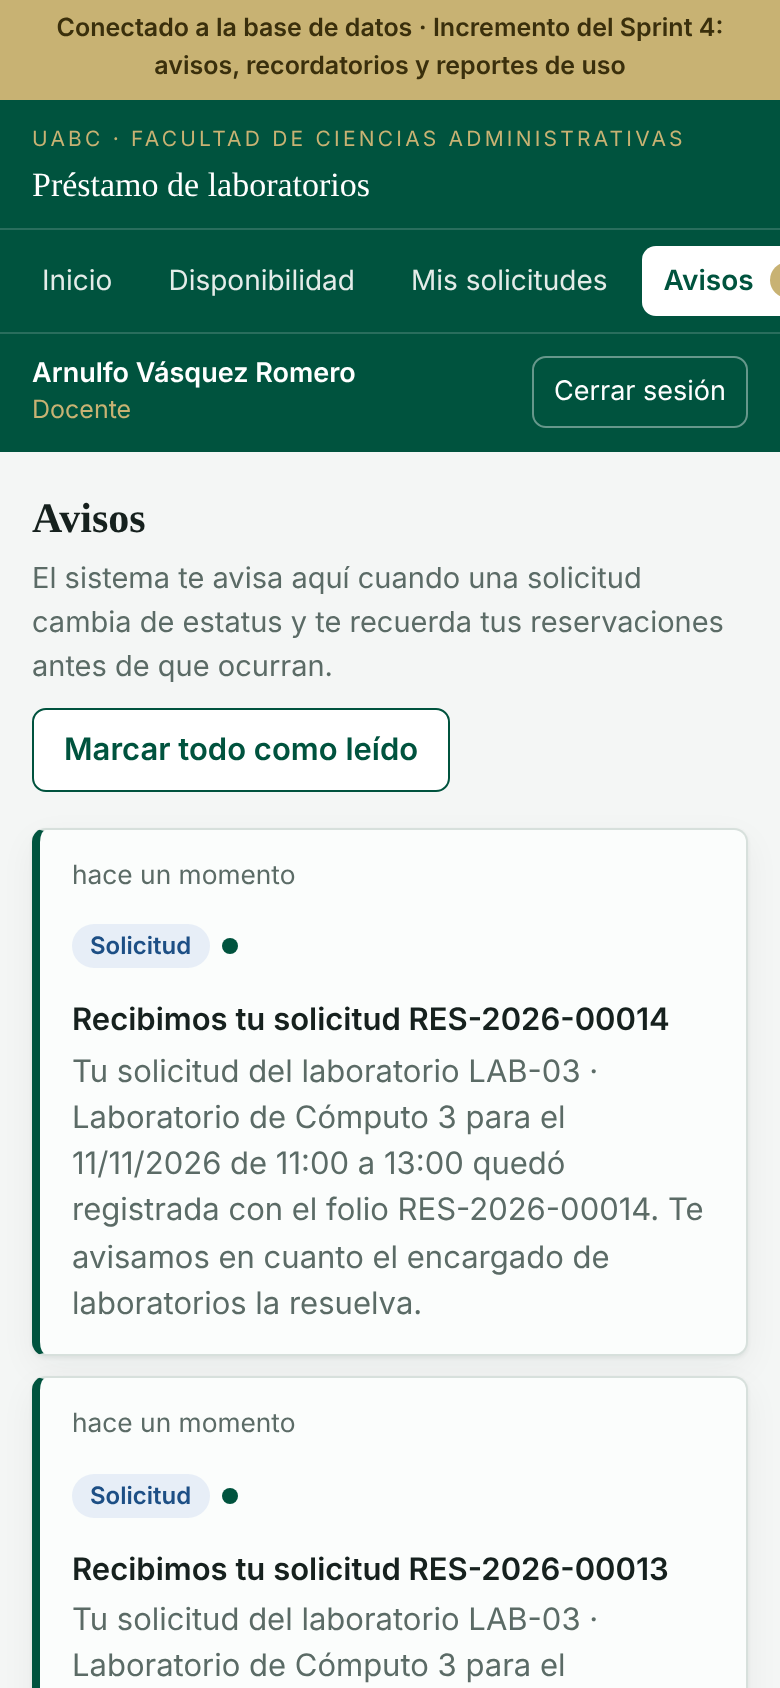 Conectado a la base de datos · Incremento del Sprint 4:
avisos, recordatorios y reportes de uso
UABC · FACULTAD DE CIENCIAS ADMINISTRATIVAS
Préstamo de laboratorios
Inicio Disponibilidad Mis solicitudes Avisos
Arnulfo Vásquez Romero
Docente
Cerrar sesión
Avisos
El sistema te avisa aquí cuando una solicitud
cambia de estatus y te recuerda tus reservaciones
antes de que ocurran.
Marcar todo como leído
hace un momento
Solicitud
Recibimos tu solicitud RES-2026-00014
Tu solicitud del laboratorio LAB-03 ·
Laboratorio de Cómputo 3 para el
11/11/2026 de 11:00 a 13:00 quedó
registrada con el folio RES-2026-00014. Te
avisamos en cuanto el encargado de
laboratorios la resuelva.
hace un momento
Solicitud
Recibimos tu solicitud RES-2026-00013
Tu solicitud del laboratorio LAB-03 ·
Laboratorio de Cómputo 3 para el